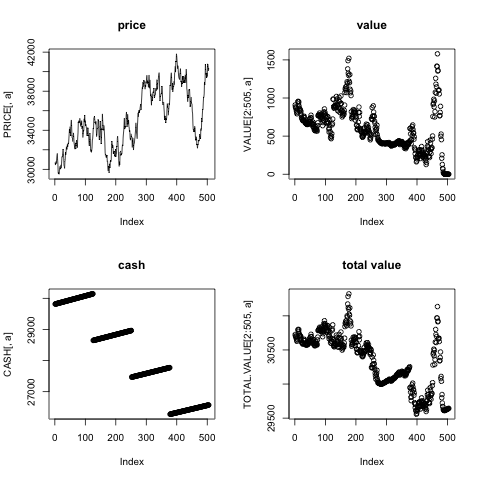 price
PRICE[, a]
30000 34000 38000 42000
0 100 200 300 400 500
Index
value
VALUE[2:505, a]
0 500 1000 1500
0 100 200 300 400 500
Index
cash
CASH[, a]
27000 29000
0 100 200 300 400 500
Index
total value
TOTAL.VALUE[2:505, a]
29500 30500
0 100 200 300 400 500
Index